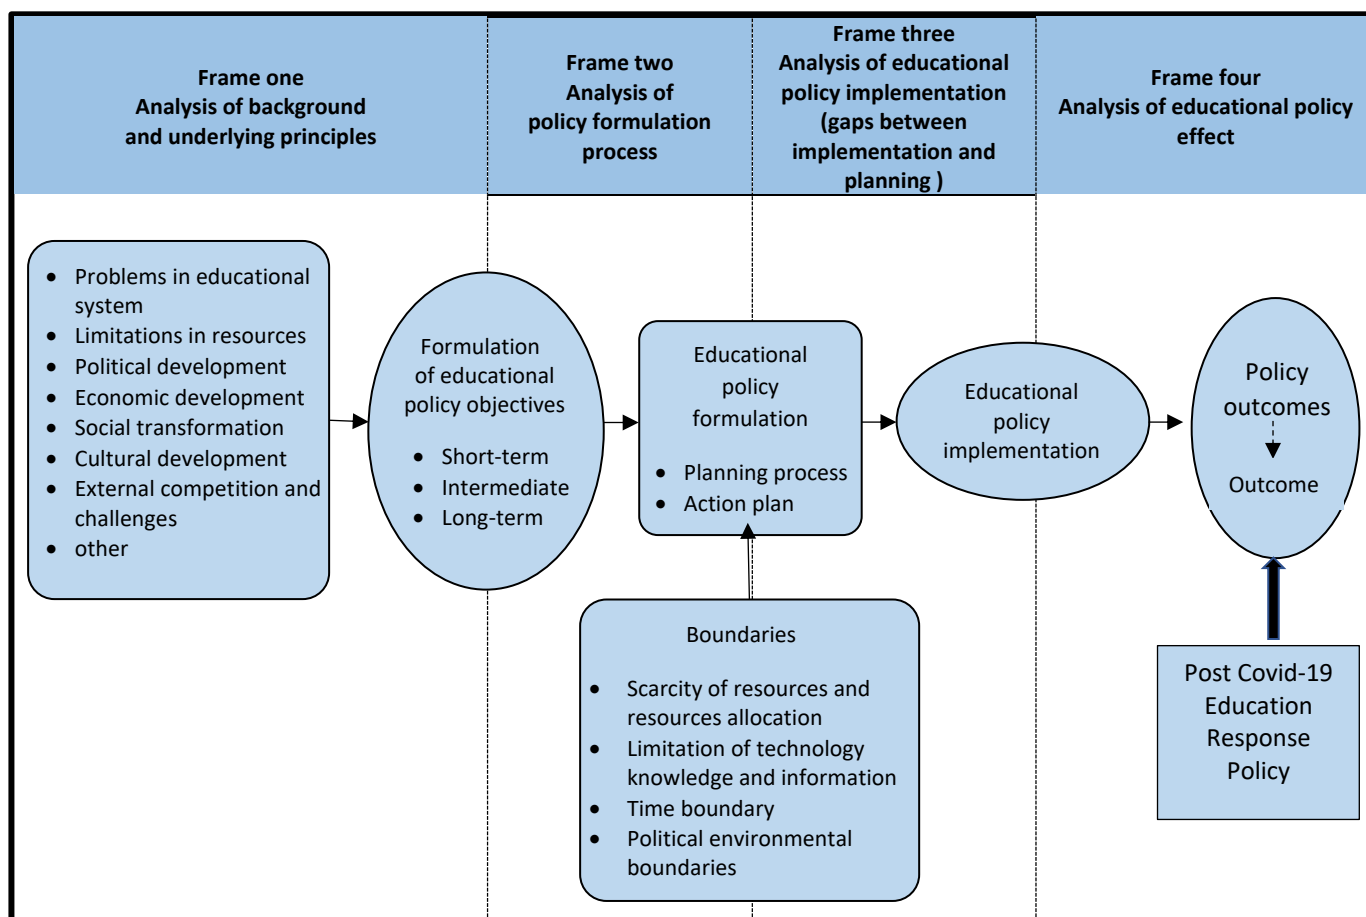 Frame one
Analysis of background
and underlying principles
Frame two
Analysis of
policy formulation
process
Frame three
Analysis of educational
policy implementation
(gaps between
implementation and
planning )
Frame four
Analysis of educational policy
effect
• Problems in educational
system
• Limitations in resources
• Political development
• Economic development
• Social transformation
• Cultural development
• External competition and
challenges
• other
Formulation
of educational
policy objectives
• Short-term
• Intermediate
• Long-term
Educational
policy
formulation
• Planning process
• Action plan
Educational
policy
implementation
Policy
outcomes
Outcome
Boundaries
• Scarcity of resources and
resources allocation
• Limitation of technology
knowledge and information
• Time boundary
• Political environmental
boundaries
Post Covid-19
Education
Response
Policy